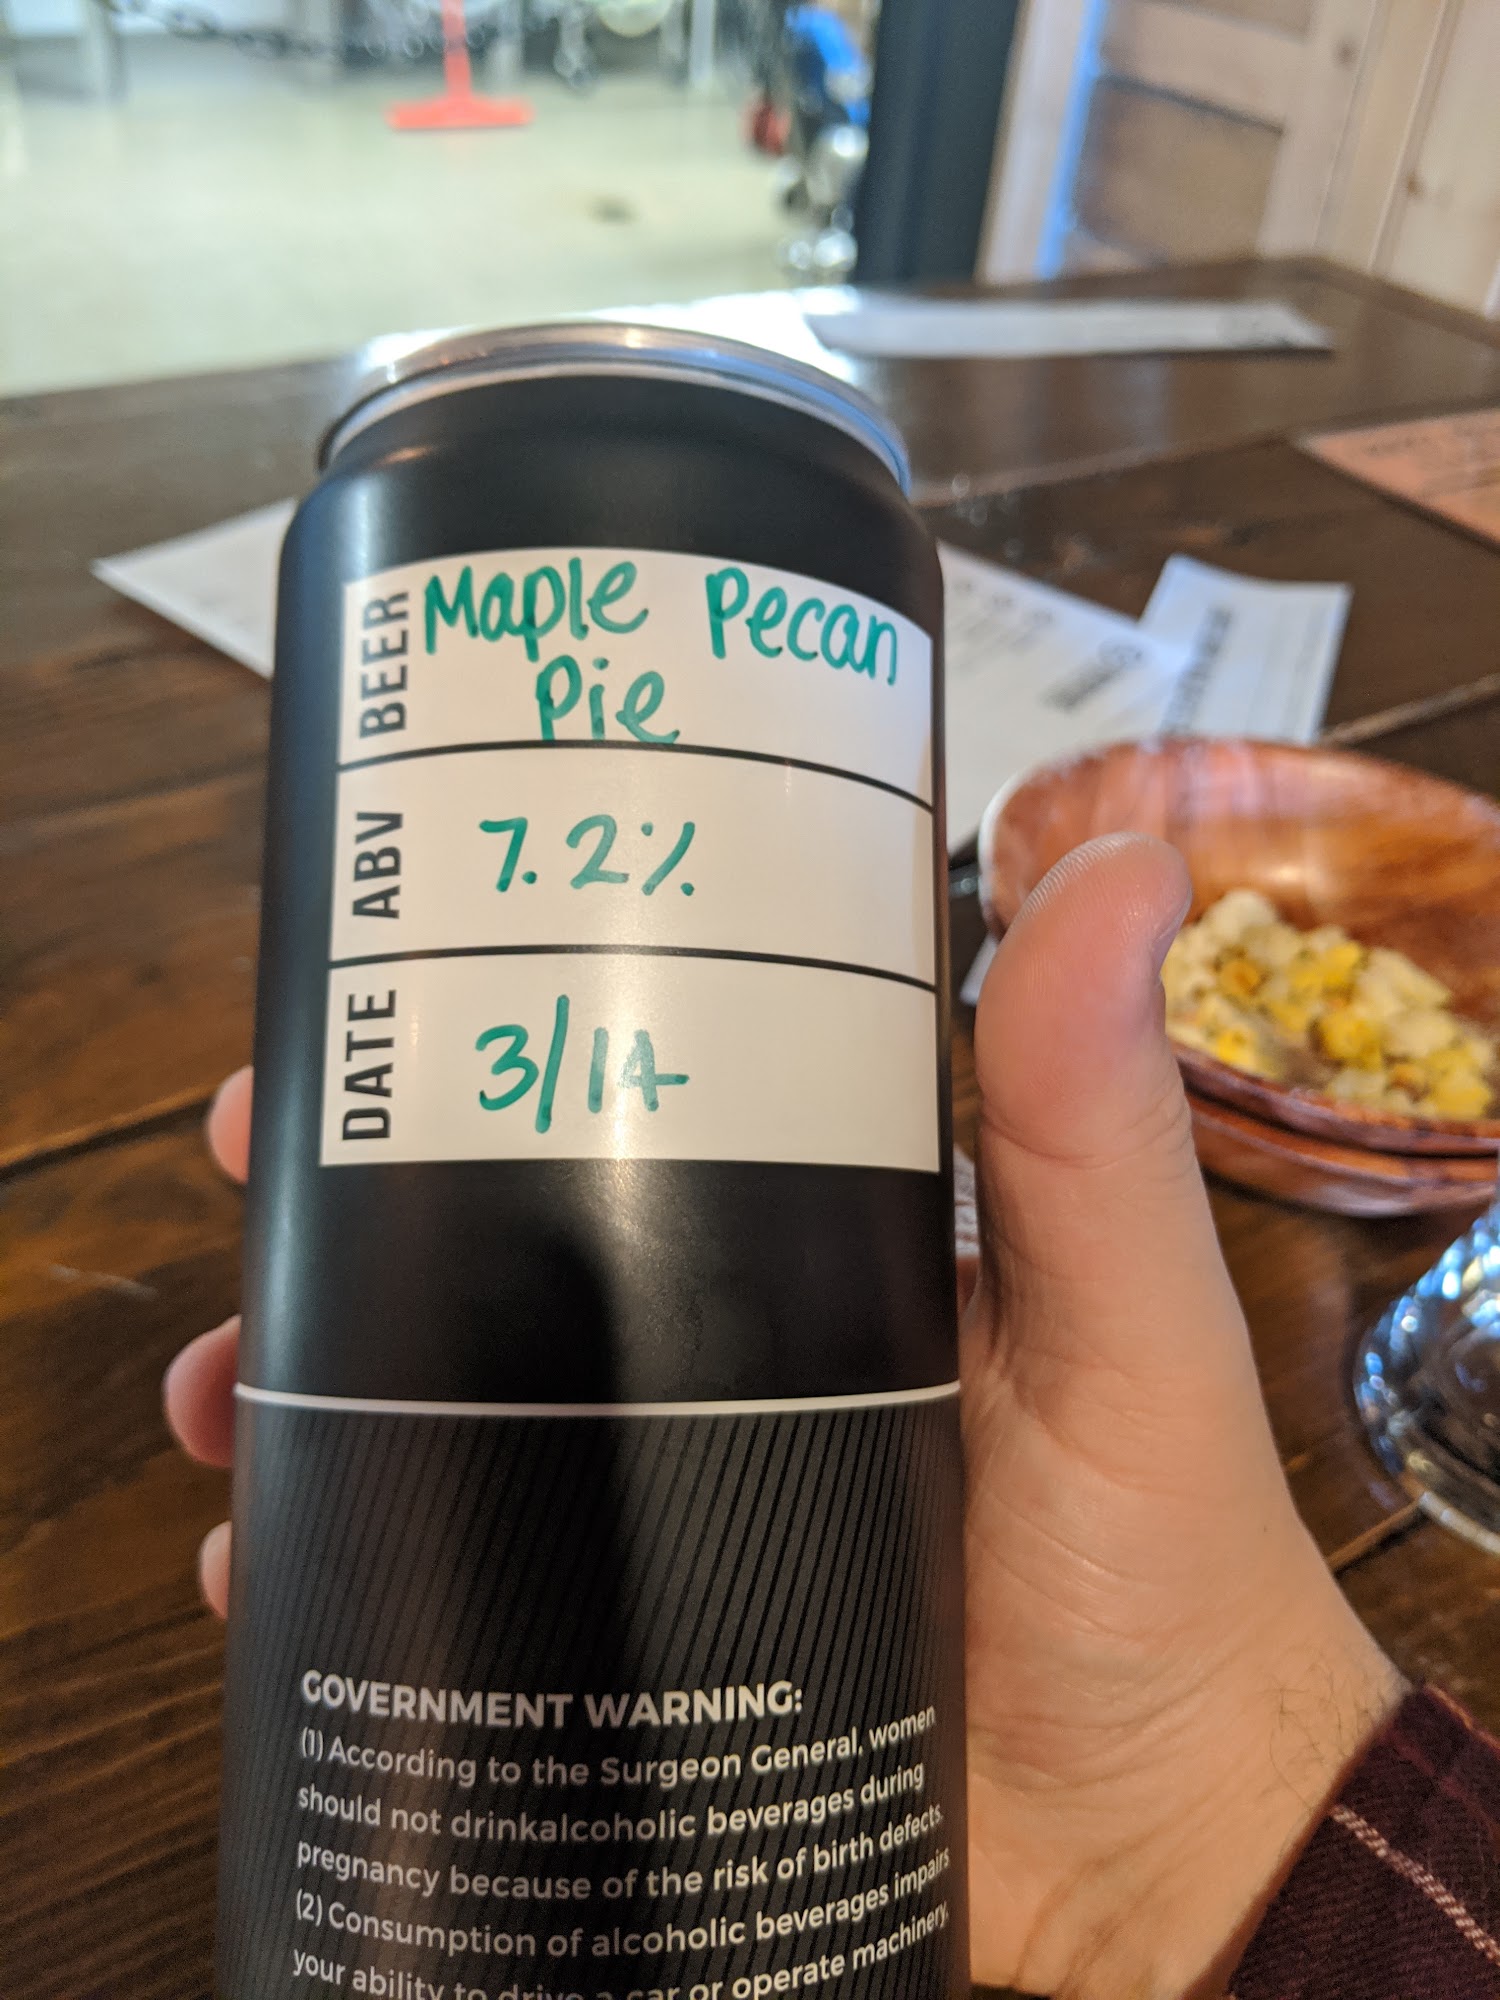 BEER Maple Pecan
Pie
ABV 7.2%
DATE 3/14
GOVERNMENT WARNING:
(1) According to the Surgeon General, women
should not drinkalcoholic beverages during
pregnancy because of the risk of birth defects.
(2) Consumption of alcoholic beverages impairs
your ability to drive a car or operate machinery,